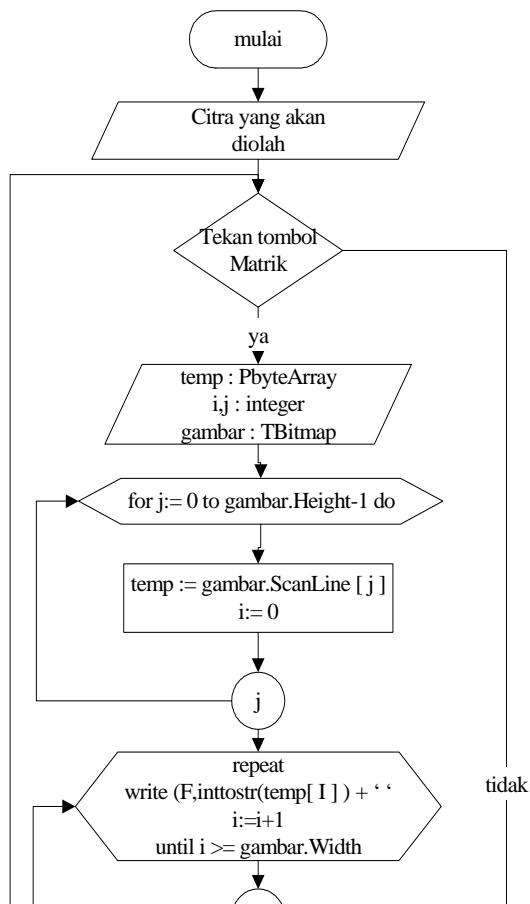 mulai
Citra yang akan
diolah
Tekan tombol
Matrik
ya
temp : PbyteArray
i,j : integer
gambar : TBitmap
for j:= 0 to gambar.Height-1 do
temp := gambar.ScanLine [ j ]
i:= 0
j
repeat
write (F,inttostr(temp[ I ] ) + ‘ ‘
i:=i+1
until i >= gambar.Width
tidak